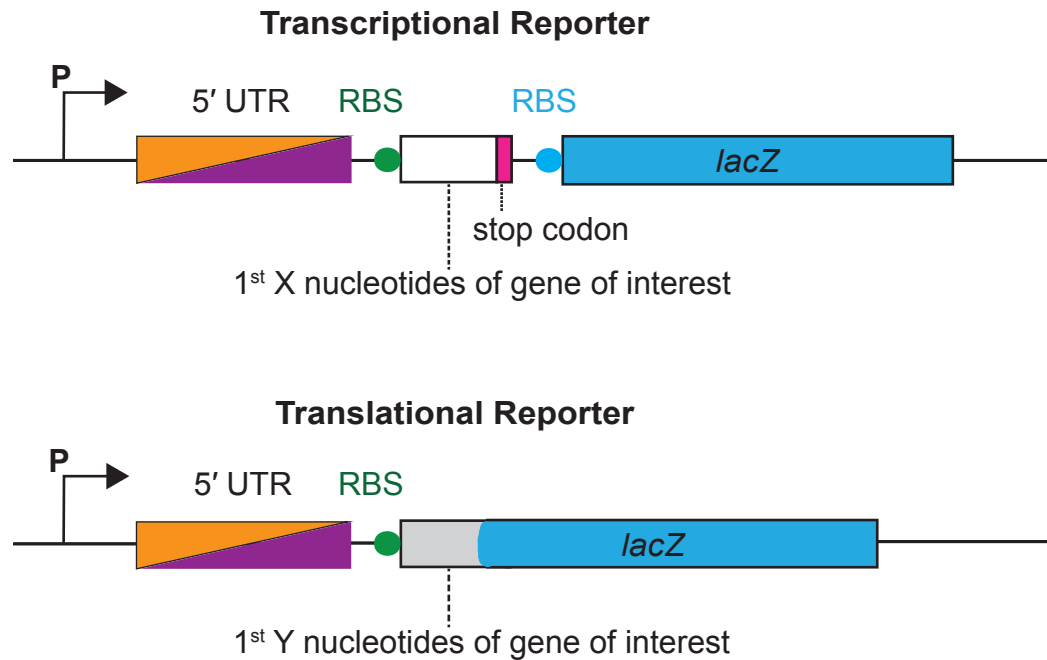 Transcriptional Reporter
P
5′ UTR RBS RBS
lacZ
stop codon
1st X nucleotides of gene of interest
Translational Reporter
P
5′ UTR RBS
lacZ
1st Y nucleotides of gene of interest